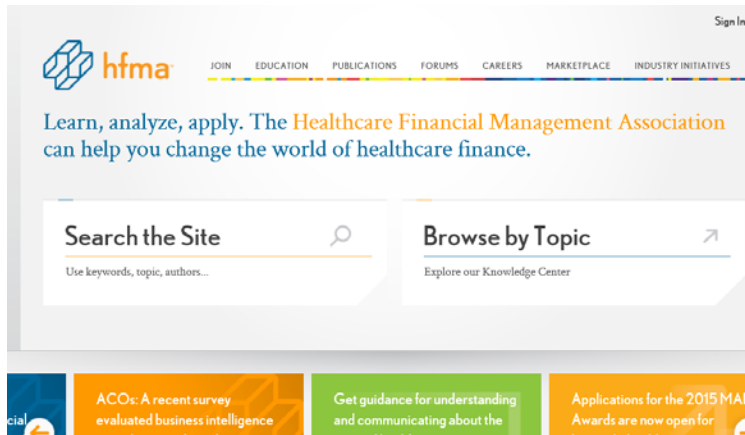 Sign In
hfma
JOIN EDUCATION PUBLICATIONS FORUMS CAREERS MARKETPLACE INDUSTRY INITIATIVES
Learn, analyze, apply. The Healthcare Financial Management Association
can help you change the world of healthcare finance.
Search the Site
Use keywords, topic, authors...
Browse by Topic
Explore our Knowledge Center
ACOs: A recent survey
evaluated business intelligence
Get guidance for understanding
and communicating about the
Applications for the 2015
Awards are now open for